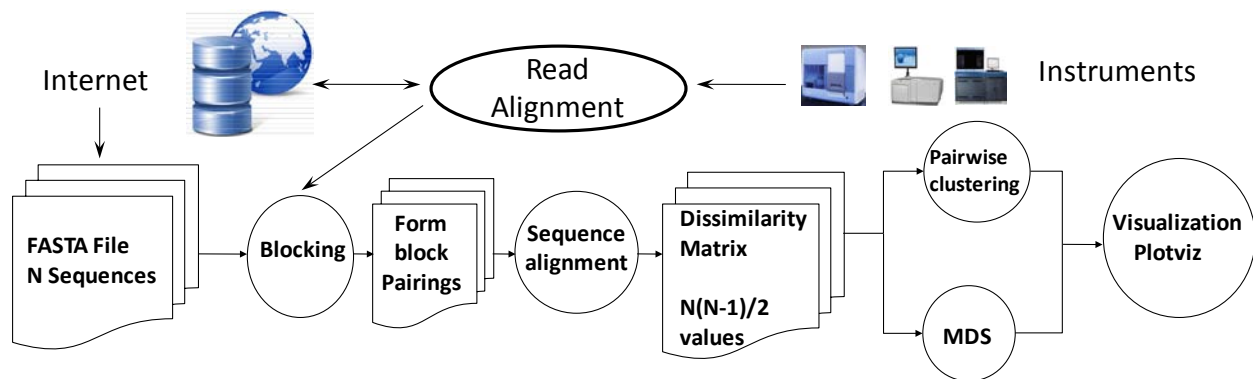 Internet
Read
Alignment
Instruments
FASTA File
N Sequences
Blocking
Form
block
Pairings
Sequence
alignment
Dissimilarity
Matrix
N(N-1)/2
values
Pairwise
clustering
MDS
Visualization
Plotviz